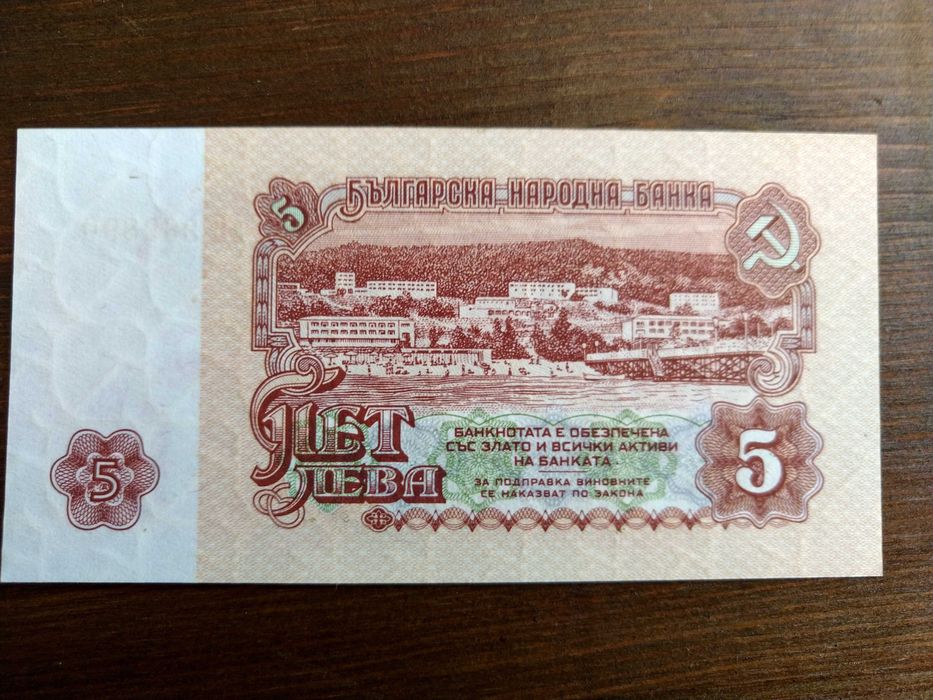 5
БЪЛГАРСКА НАРОДНА БАНКА
ПЕТ
ЛЕВА
БАНКНОТАТА Е ОБЕЗПЕЧЕНА
СЪС ЗЛАТО И ВСИЧКИ АКТИВИ
НА БАНКАТА.
ЗА ПОДПРАВКА ВИНОВНИТЕ
СЕ НАКАЗВАТ ПО ЗАКОНА
5
5